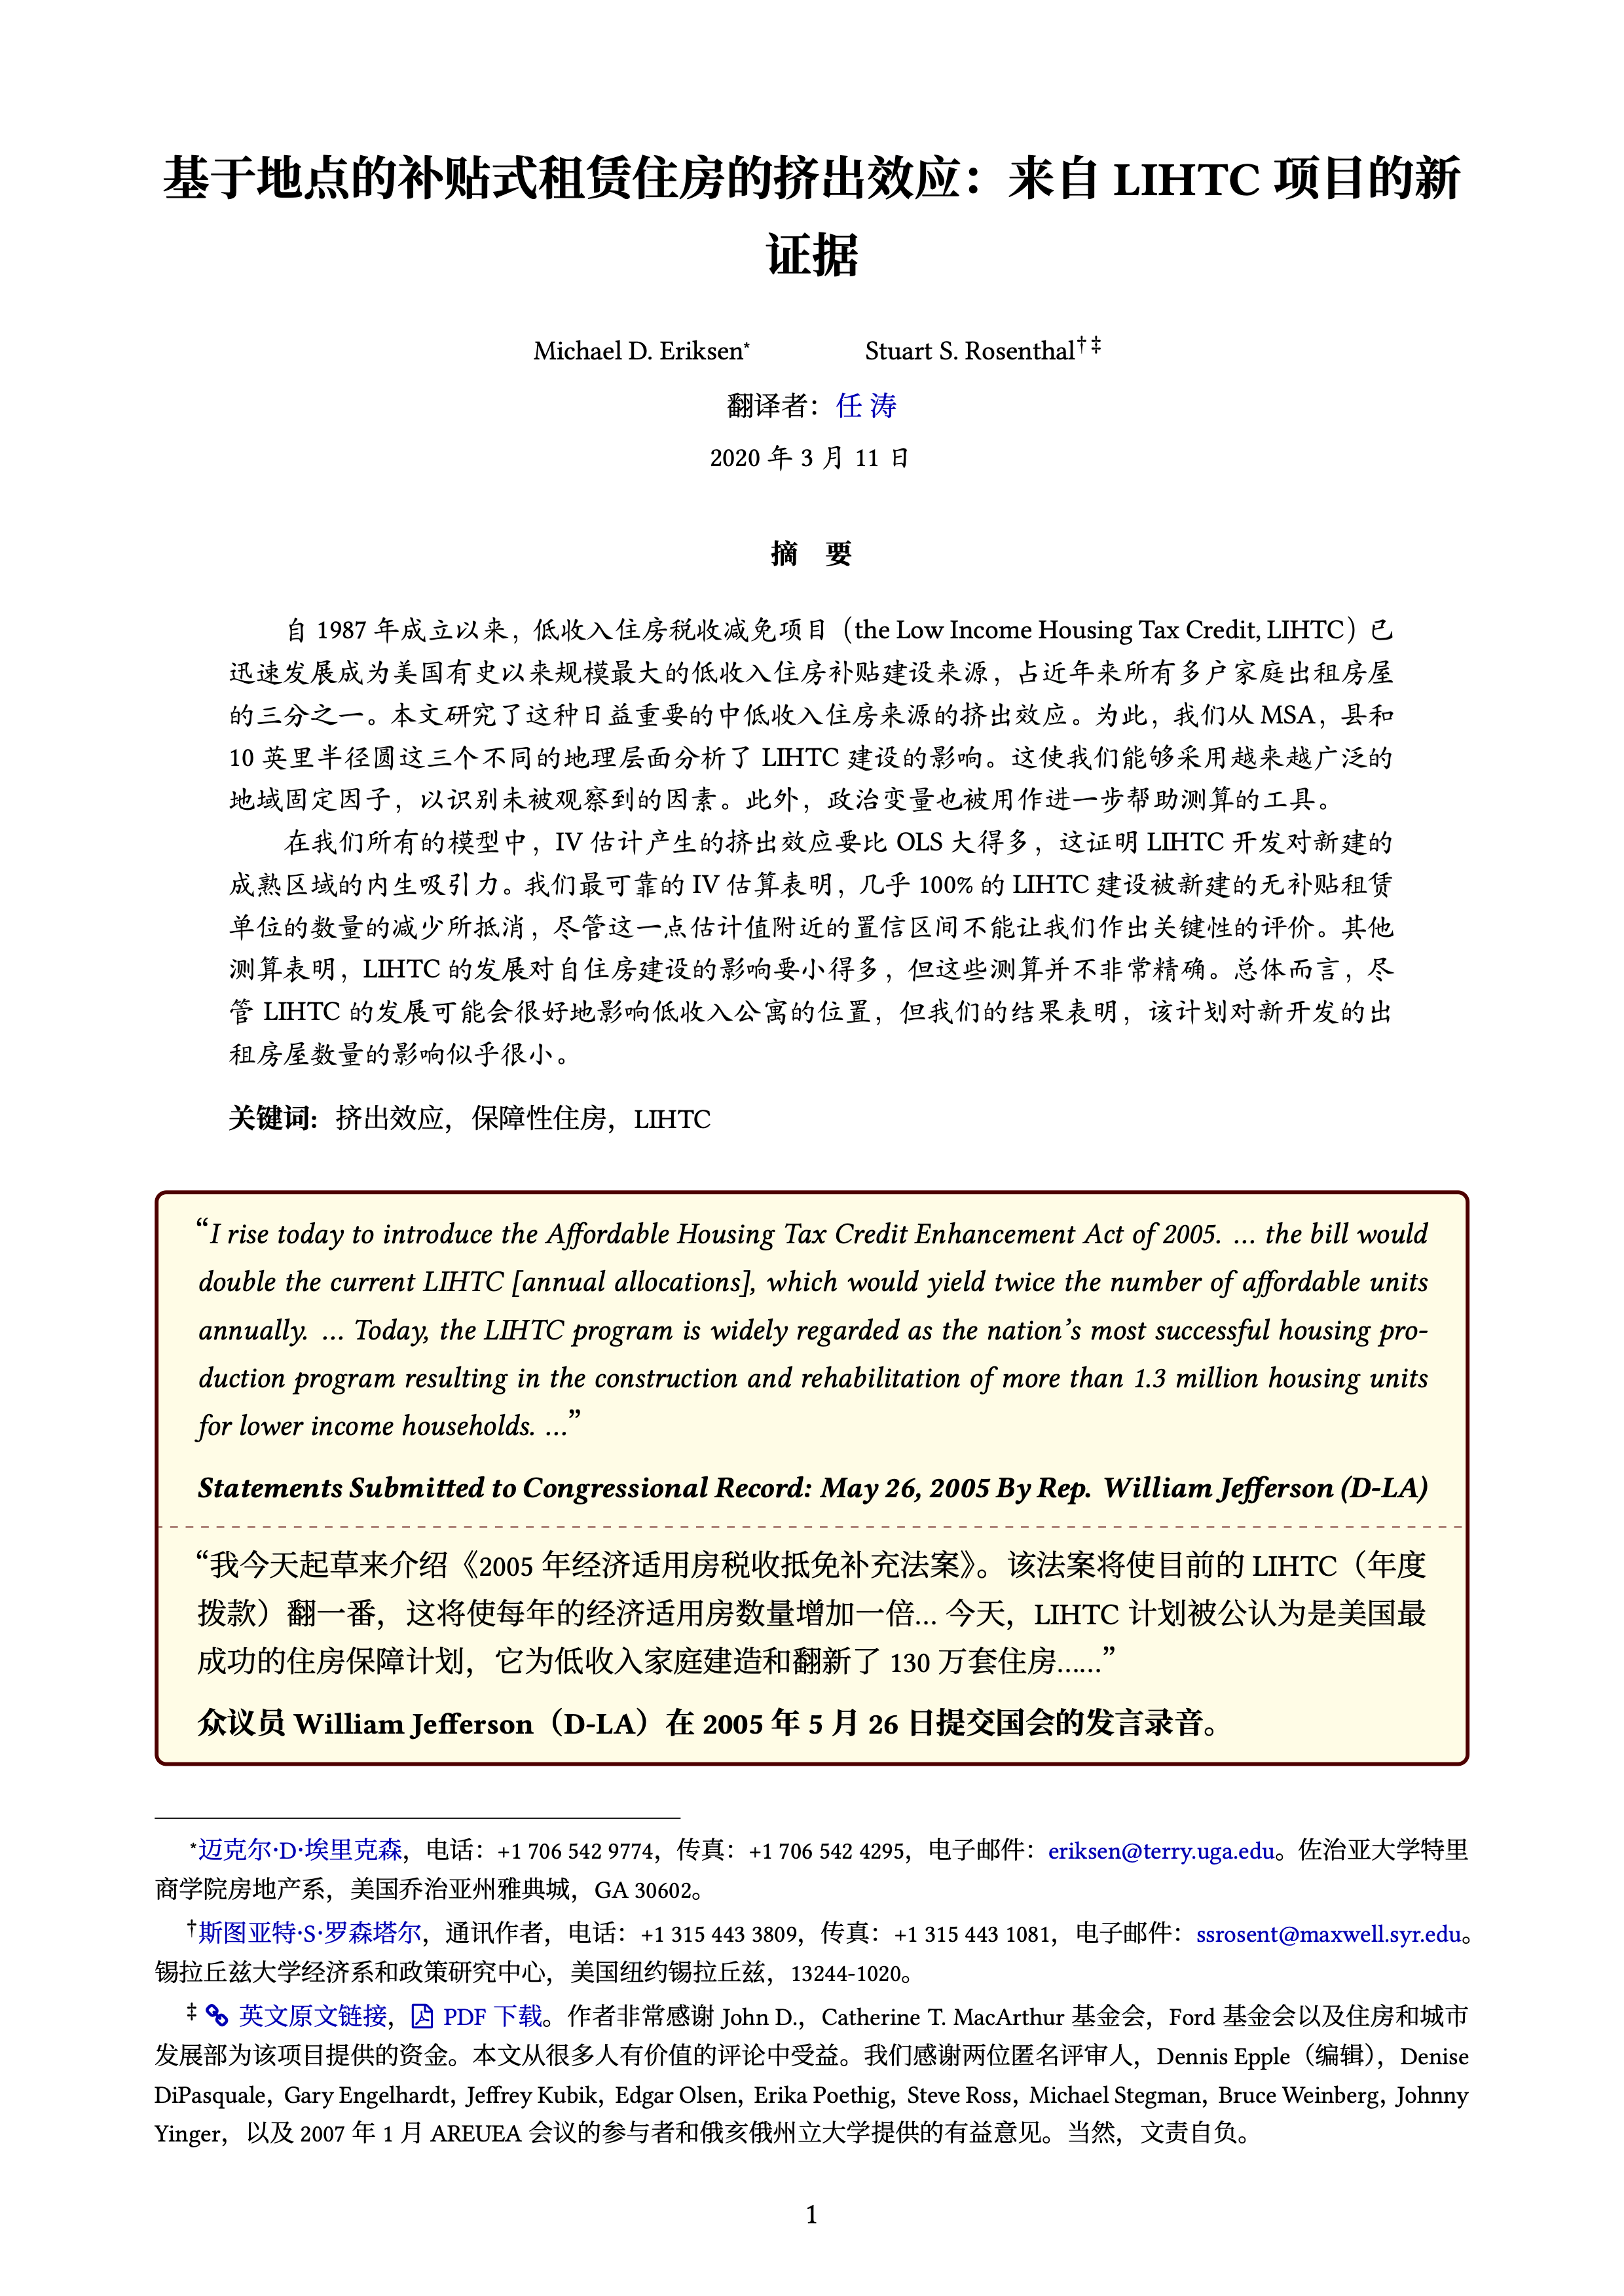 基于地点的补贴式租赁住房的挤出效应：来自 LIHTC 项目的新
证据
Michael D. Eriksen* Stuart S. Rosenthal†‡
翻译者：任 涛
2020 年 3 月 11 日
摘 要
自 1987 年成立以来，低收入住房税收减免项目（the Low Income Housing Tax Credit, LIHTC）已
迅速发展成为美国有史以来规模最大的低收入住房补贴建设来源，占近年来所有多户家庭出租房屋
的三分之一。本文研究了这种日益重要的中低收入住房来源的挤出效应。为此，我们从 MSA，县和
10 英里半径圆这三个不同的地理层面分析了 LIHTC 建设的影响。这使我们能够采用越来越广泛的
地域固定因子，以识别未被观察到的因素。此外，政治变量也被用作进一步帮助测算的工具。
在我们所有的模型中，IV 估计产生的挤出效应要比 OLS 大得多，这证明 LIHTC 开发对新建的
成熟区域的内生吸引力。我们最可靠的 IV 估算表明，几乎 100% 的 LIHTC 建设被新建的无补贴租赁
单位的数量的减少所抵消，尽管这一点估计值附近的置信区间不能让我们作出关键性的评价。其他
测算表明，LIHTC 的发展对自住房建设的影响要小得多，但这些测算并不非常精确。总体而言，尽
管 LIHTC 的发展可能会很好地影响低收入公寓的位置，但我们的结果表明，该计划对新开发的出
租房屋数量的影响似乎很小。
关键词：挤出效应，保障性住房，LIHTC
“I rise today to introduce the Affordable Housing Tax Credit Enhancement Act of 2005. … the bill would
double the current LIHTC [annual allocations], which would yield twice the number of affordable units
annually. … Today, the LIHTC program is widely regarded as the nation’s most successful housing pro-
duction program resulting in the construction and rehabilitation of more than 1.3 million housing units
for lower income households. …”
Statements Submitted to Congressional Record: May 26, 2005 By Rep. William Jefferson (D-LA)
“我今天起草来介绍《2005 年经济适用房税收抵免补充法案》。该法案将使目前的 LIHTC（年度
拨款）翻一番，这将使每年的经济适用房数量增加一倍… 今天，LIHTC 计划被公认为是美国最
成功的住房保障计划，它为低收入家庭建造和翻新了 130 万套住房……”
众议员 William Jefferson（D-LA）在 2005 年 5 月 26 日提交国会的发言录音。
*迈克尔·D·埃里克森，电话：+1 706 542 9774，传真：+1 706 542 4295，电子邮件：eriksen@terry.uga.edu。佐治亚大学特里
商学院房地产系，美国乔治亚州雅典城，GA 30602。
†斯图亚特·S·罗森塔尔，通讯作者，电话：+1 315 443 3809，传真：+1 315 443 1081，电子邮件：ssrosent@maxwell.syr.edu。
锡拉丘兹大学经济系和政策研究中心，美国纽约锡拉丘兹，13244-1020。
‡ 英文原文链接， PDF 下载。作者非常感谢 John D.，Catherine T. MacArthur 基金会，Ford 基金会以及住房和城市
发展部为该项目提供的资金。本文从很多人有价值的评论中受益。我们感谢两位匿名评审人，Dennis Epple（编辑），Denise
DiPasquale，Gary Engelhardt，Jeffrey Kubik，Edgar Olsen，Erika Poethig，Steve Ross，Michael Stegman，Bruce Weinberg，Johnny
Yinger，以及 2007 年 1 月 AREUEA 会议的参与者和俄亥俄州立大学提供的有益意见。当然，文责自负。
1